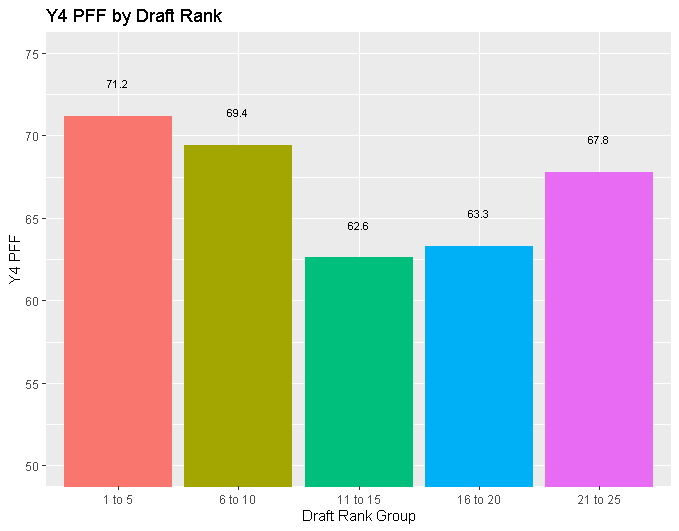 Y4 PFF by Draft Rank
75
70
65
60
55
50
Y4 PFF
71.2
69.4
62.6
63.3
67.8
1 to 5
6 to 10
11 to 15
16 to 20
21 to 25
Draft Rank Group